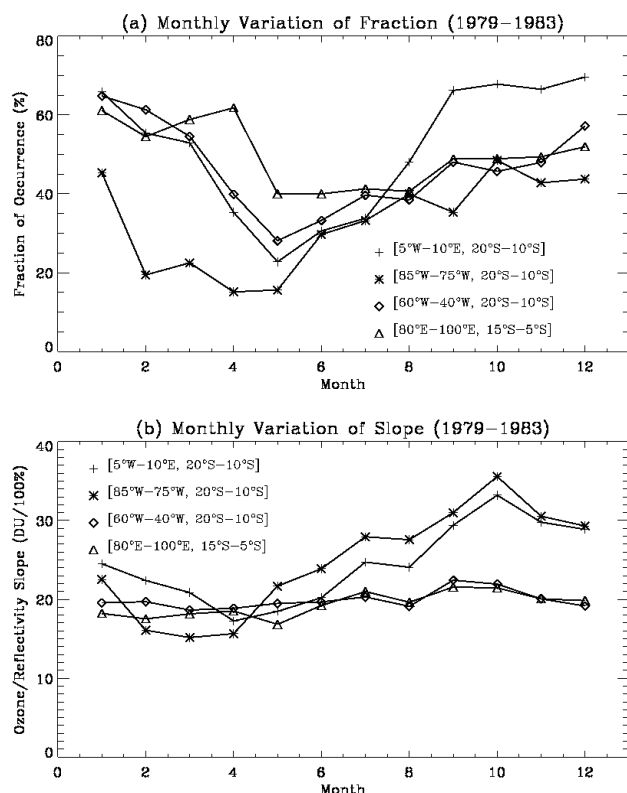 (a) Monthly Variation of Fraction (1979-1983)
80
60
40
20
0
Fraction of Occurrence (%)
+ [5°W-10°E, 20°S-10°S]
[85°W-75°W, 20°S-10°S]
[60°W-40°W, 20°S-10°S]
[80°E-100°E, 15°S-5°S]
0 2 4 6 8 10 12
Month
(b) Monthly Variation of Slope (1979-1983)
40
30
20
10
0
Ozone/Reflectivity Slope (DU/100%)
+ [5°W-10°E, 20°S-10°S]
[85°W-75°W, 20°S-10°S]
[60°W-40°W, 20°S-10°S]
[80°E-100°E, 15°S-5°S]
0 2 4 6 8 10 12
Month